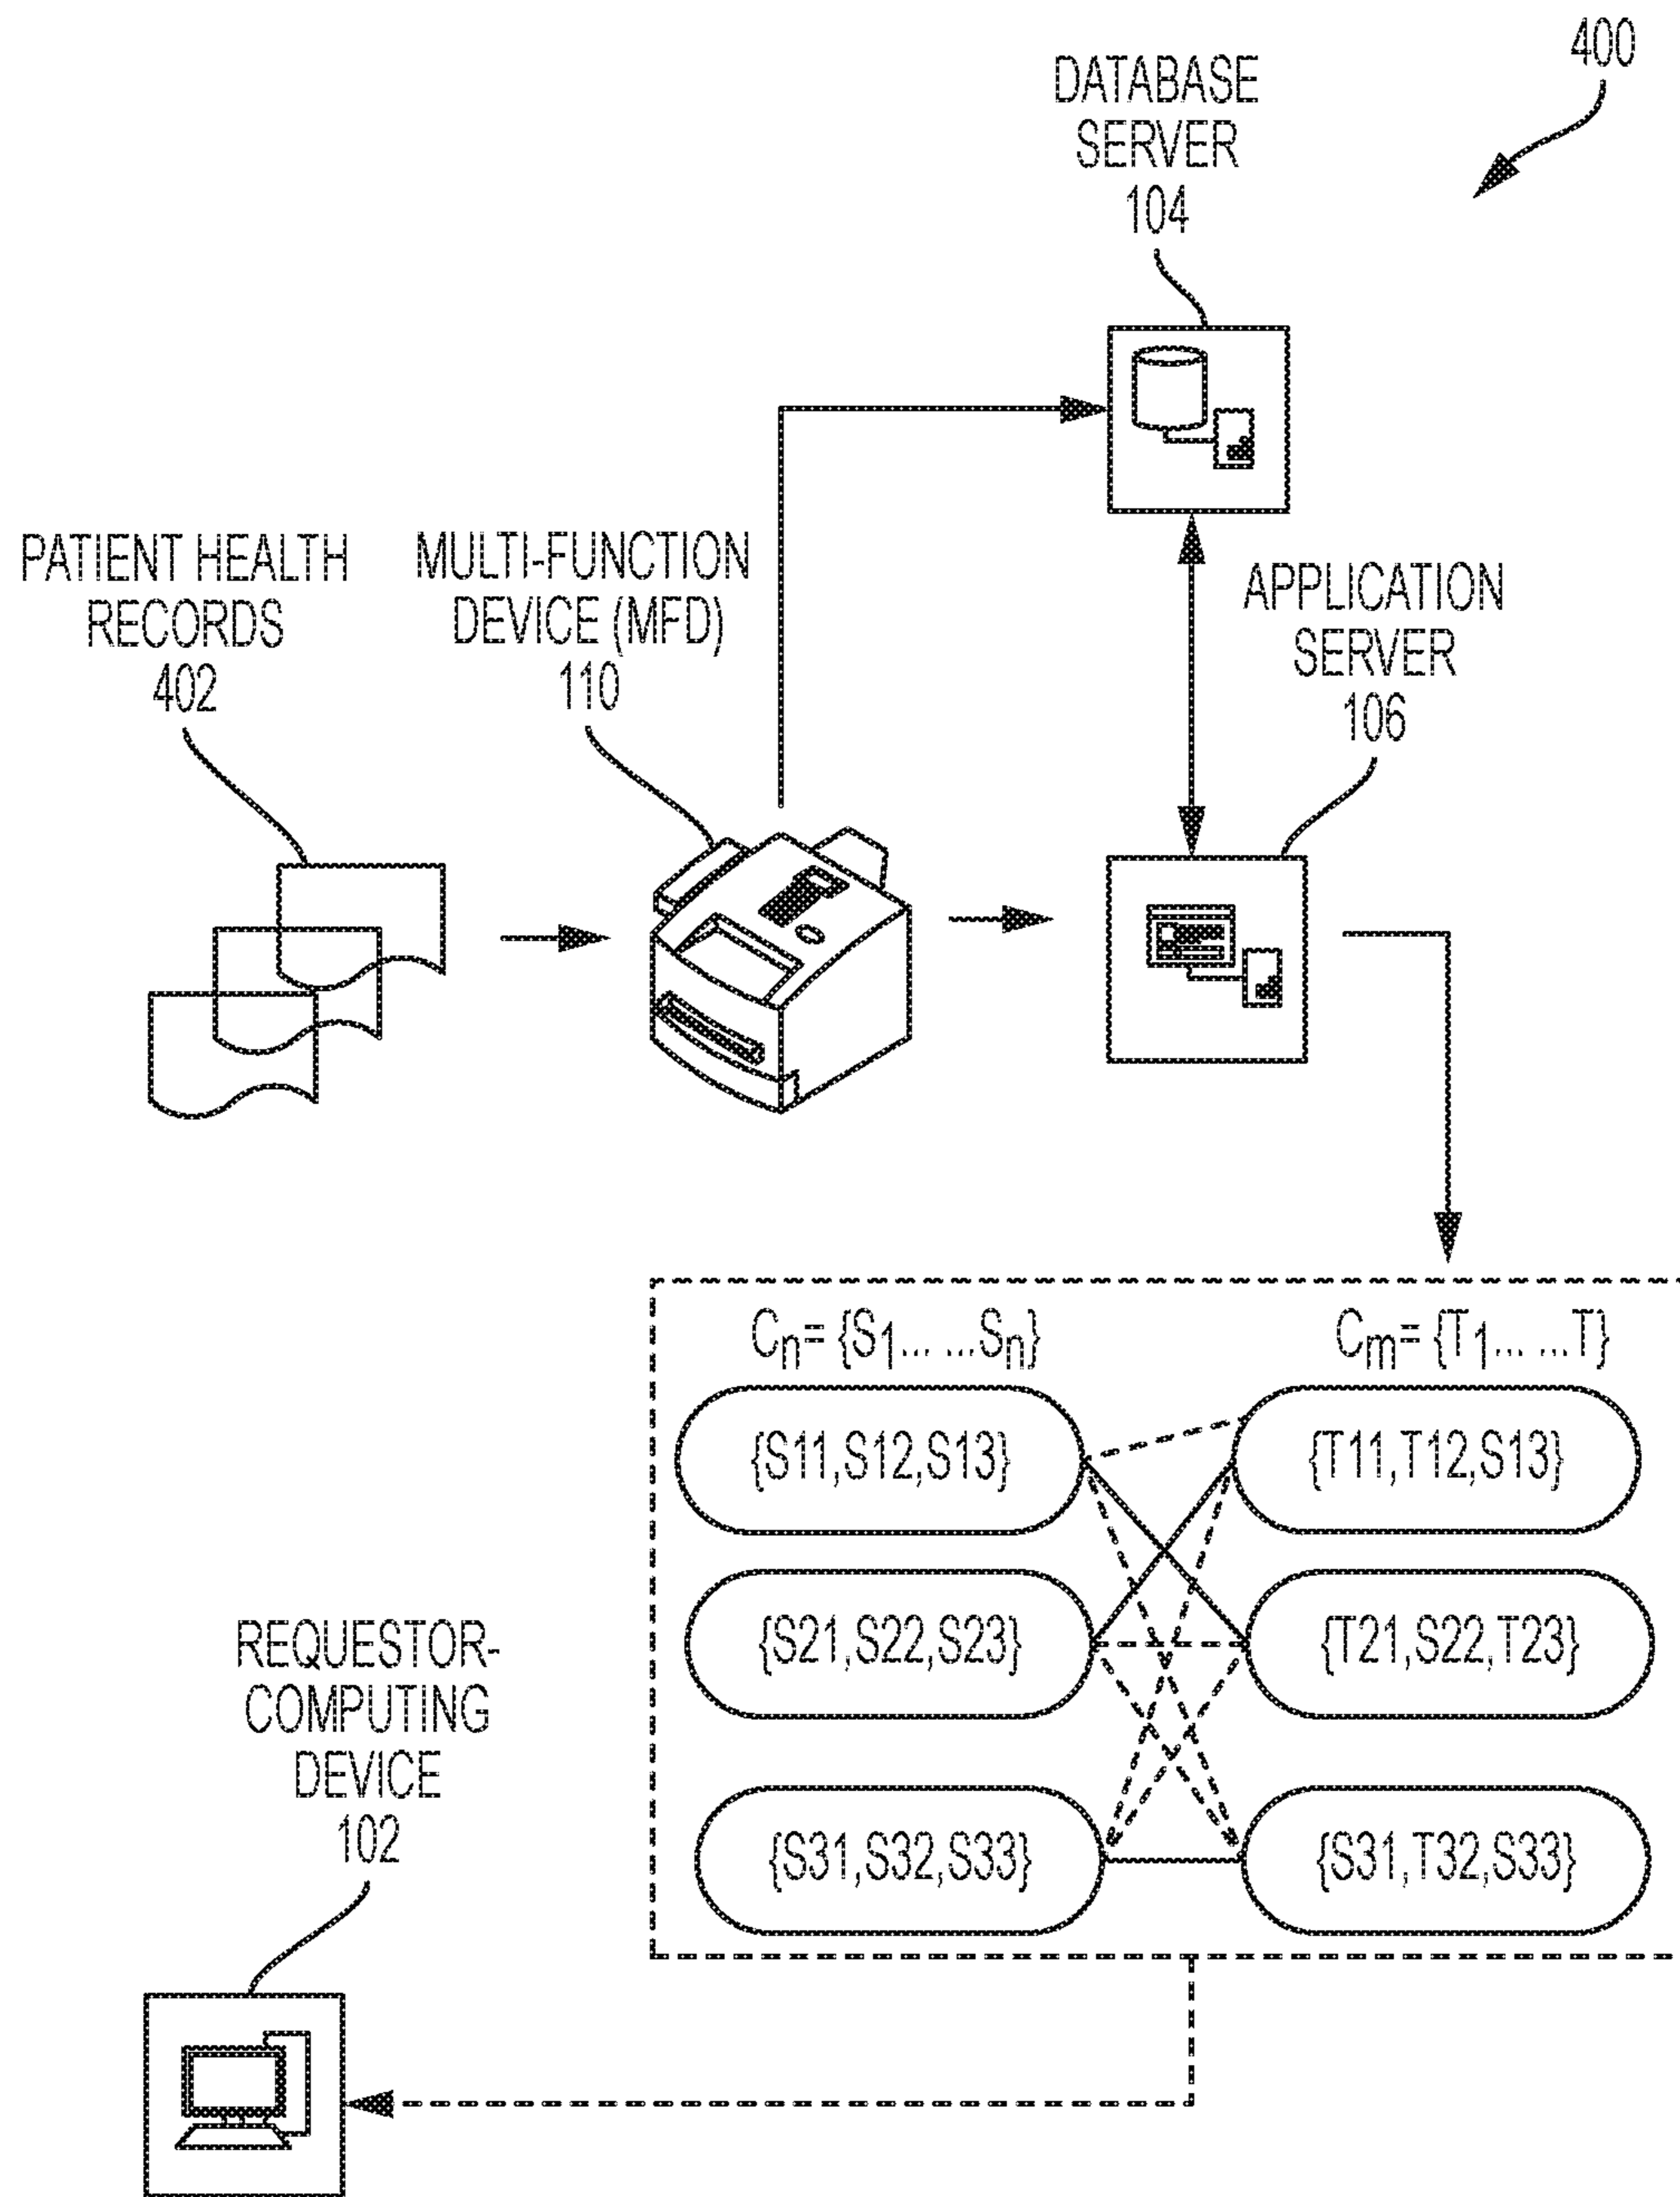 400
DATABASE
SERVER
104
PATIENT HEALTH
RECORDS
402
MULTI-FUNCTION
DEVICE (MFD)
110
APPLICATION
SERVER
106
Cn= {S1... ...Sn}
Cm= {T1... ...T}
{S11,S12,S13}
{T11,T12,S13}
{S21,S22,S23}
{T21,S22,T23}
{S31,S32,S33}
{S31,T32,S33}
REQUESTOR-
COMPUTING
DEVICE
102